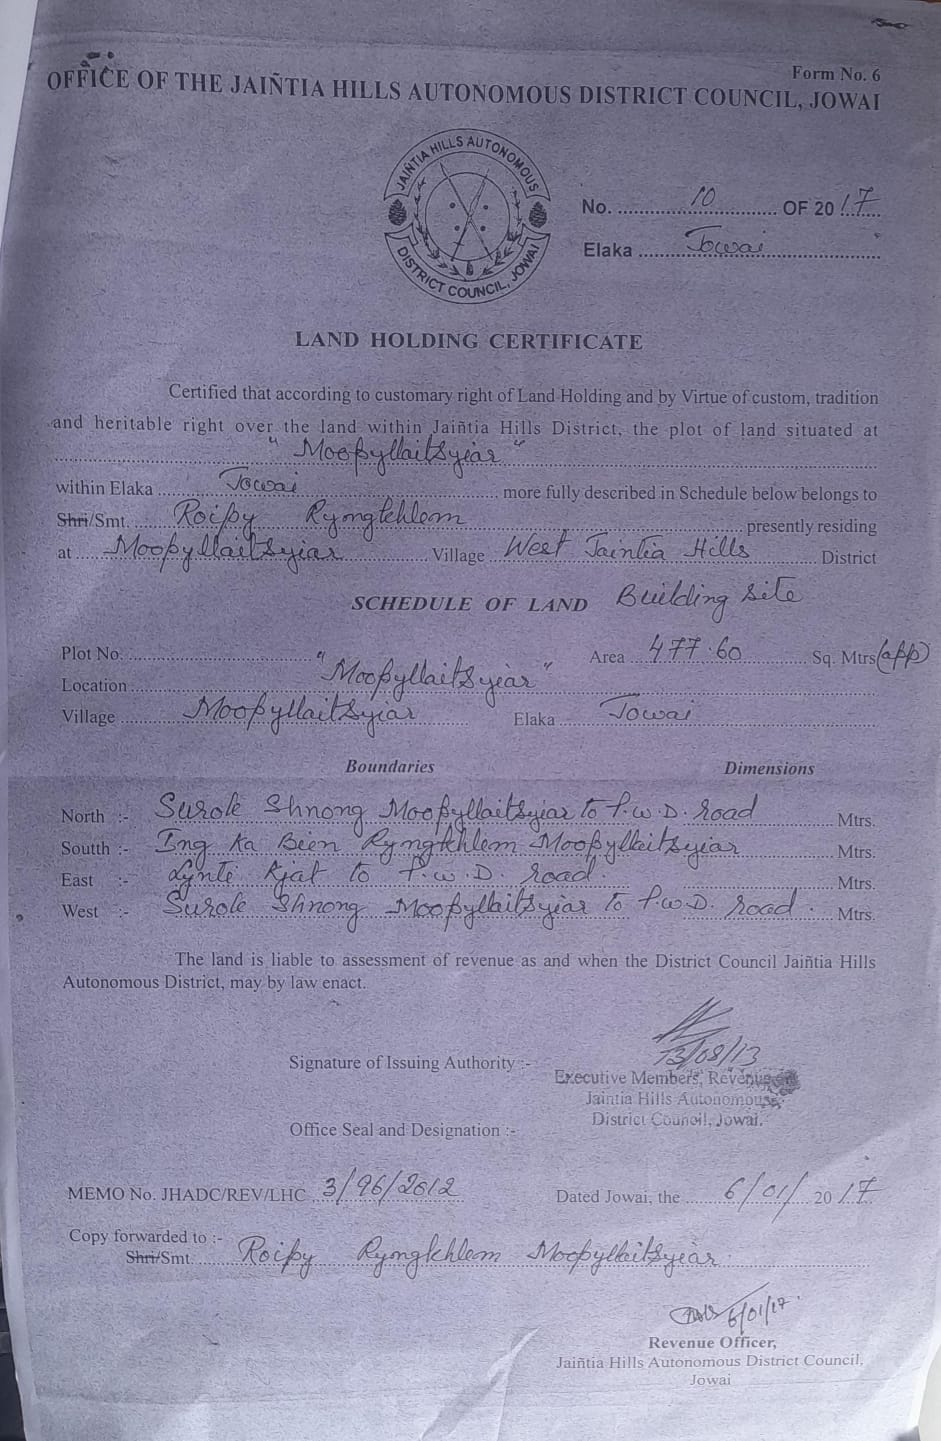 Form No. 6
OFFICE OF THE JAIÑTIA HILLS AUTONOMOUS DISTRICT COUNCIL, JOWAI
JAIÑTIA HILLS AUTONOMOUS
DISTRICT COUNCIL, JOWAI
No. 10 OF 2017
Elaka Jowai
LAND HOLDING CERTIFICATE
Certified that according to customary right of Land Holding and by Virtue of custom, tradition
and heritable right over the land within Jaiñtia Hills District, the plot of land situated at
"Moopyllaitsyiar"
within Elaka Jowai more fully described in Schedule below belongs to
Shri/Smt. Roipy Rymgkhlem presently residing
at Moopyllaitsyiar Village West Jaintia Hills District
SCHEDULE OF LAND Building site
Plot No. Area 477.60 Sq. Mtrs (app)
Location "Moopyllaitsyiar"
Village Moopyllaitsyiar Elaka Jowai
Boundaries Dimensions
North :- Surok Shnong Moopyllaitsyiar to P.W.D. road Mtrs.
Soutth :- Ing Ka Bien Rymgkhlem Moopyllaitsyiar Mtrs.
East :- Lynti Kjat to P.W.D. road. Mtrs.
West :- Surok Shnong Moopyllaitsyiar to P.W.D. road. Mtrs.
The land is liable to assessment of revenue as and when the District Council Jaiñtia Hills
Autonomous District, may by law enact.
13/08/13
Signature of Issuing Authority :-
Executive Members, Revenue
Jaintia Hills Autonomous
District Council, Jowai.
Office Seal and Designation :-
MEMO No. JHADC/REV/LHC 3/96/2012 Dated Jowai, the 6/01/2017
Copy forwarded to :-
Shri/Smt. Roipy Rymgkhlem Moopyllaitsyiar
6/01/17
Revenue Officer,
Jaiñtia Hills Autonomous District Council,
Jowai